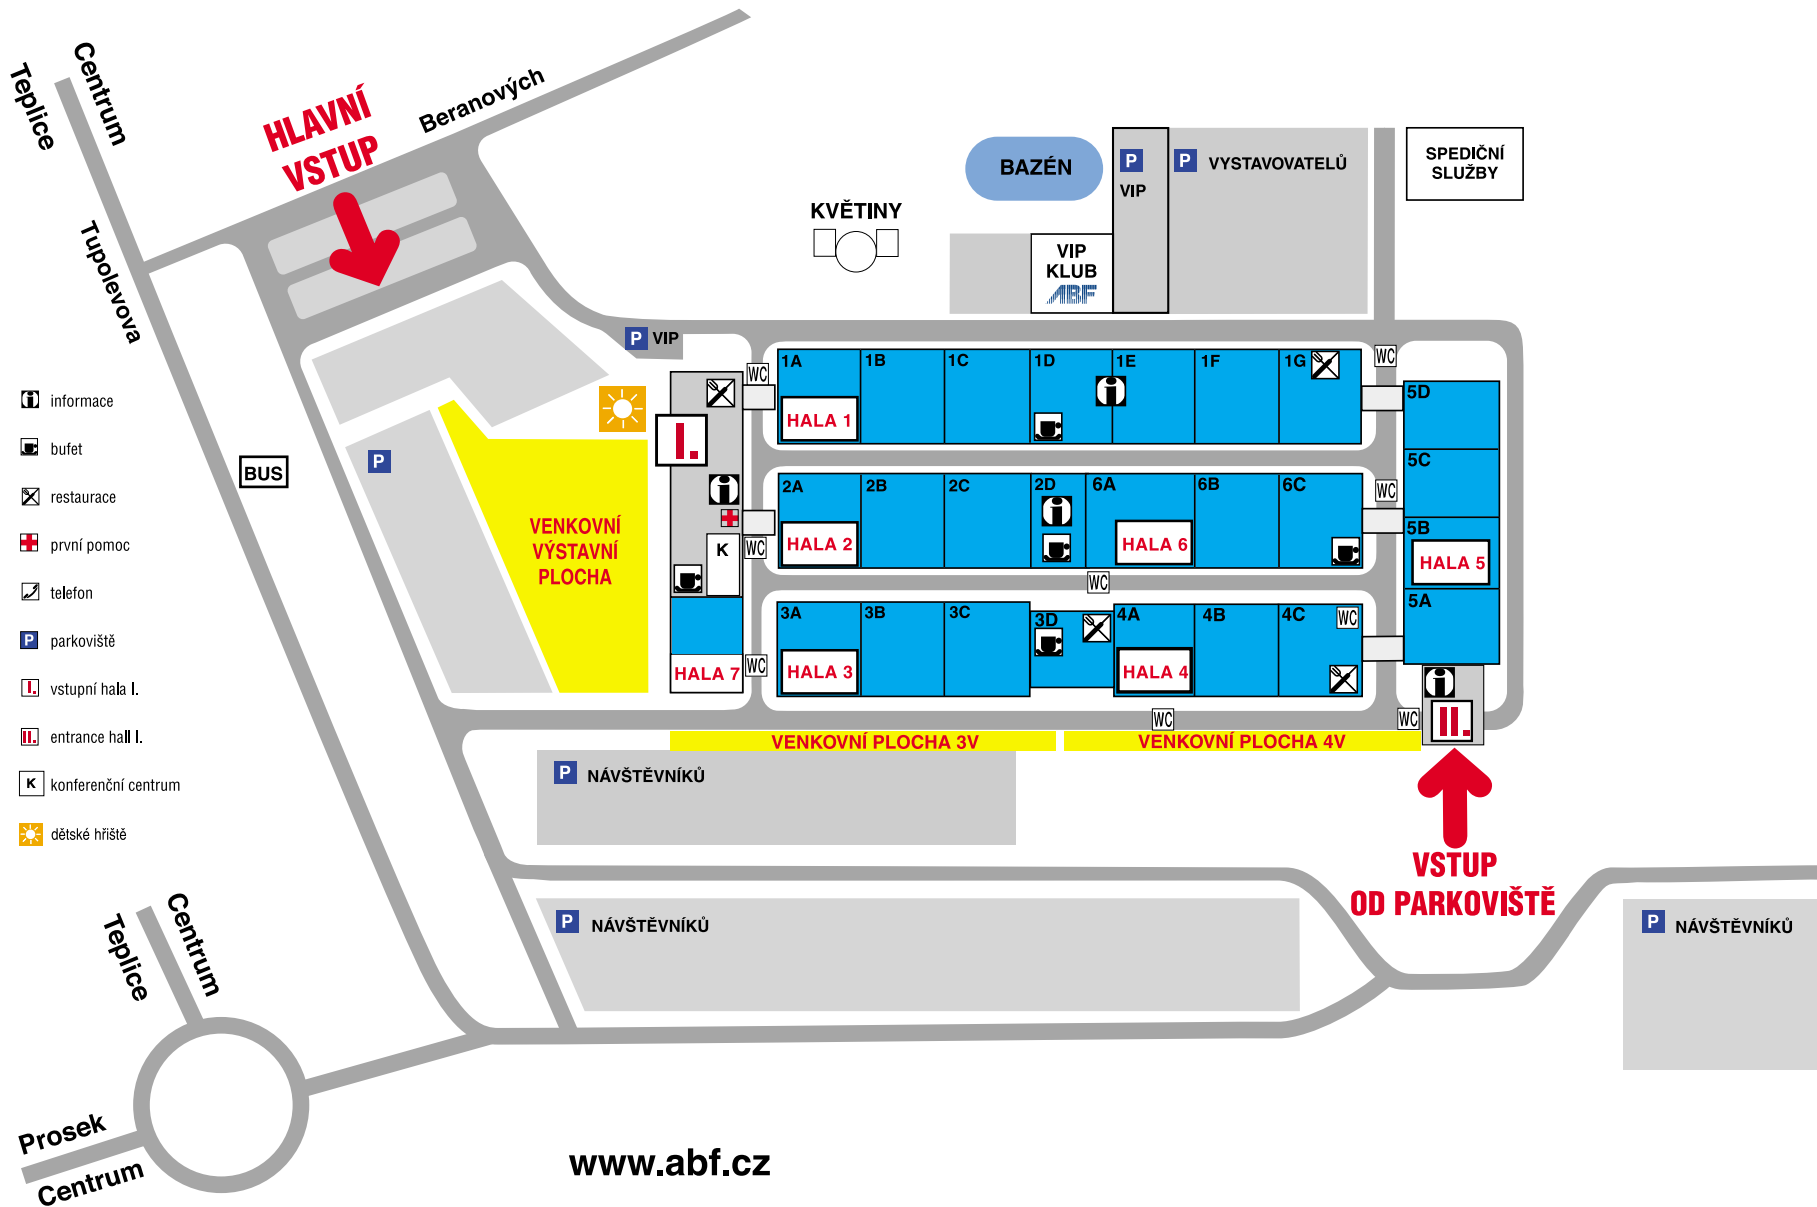 Centrum
Teplice
HLAVNÍ
VSTUP
Beranových
Tupolevova
BAZÉN
P
VIP
P VYSTAVOVATELŮ
SPEDIČNÍ
SLUŽBY
KVĚTINY
VIP
KLUB
ABF
P VIP
informace
bufet
restaurace
první pomoc
telefon
P parkoviště
I. vstupní hala I.
II. entrance hall I.
K konferenční centrum
dětské hřiště
BUS
P
VENKOVNÍ
VÝSTAVNÍ
PLOCHA
I.
K
HALA 7
WC
WC
WC
1A 1B 1C 1D 1E 1F 1G
HALA 1
WC
2A 2B 2C 2D 6A 6B 6C
HALA 2
HALA 6
WC
WC
3A 3B 3C 3D 4A 4B 4C
WC
HALA 3
HALA 4
5D
5C
5B
HALA 5
5A
WC
WC
II.
VENKOVNÍ PLOCHA 3V
VENKOVNÍ PLOCHA 4V
P NÁVŠTĚVNÍKŮ
VSTUP
OD PARKOVIŠTĚ
P NÁVŠTĚVNÍKŮ
P NÁVŠTĚVNÍKŮ
Centrum
Teplice
Prosek
Centrum
www.abf.cz